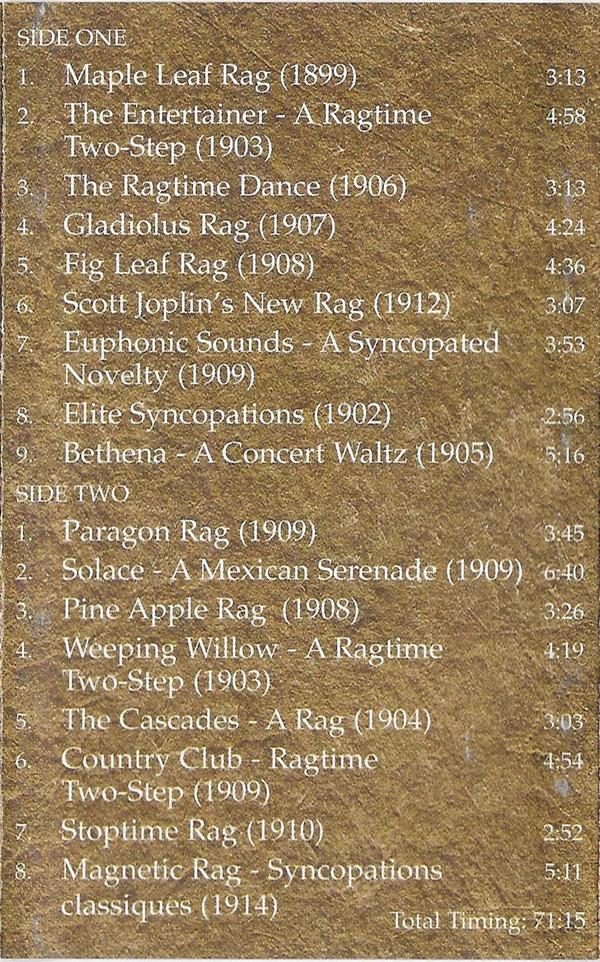 SIDE ONE
1. Maple Leaf Rag (1899) 3:13
2. The Entertainer - A Ragtime 4:58
Two-Step (1903)
3. The Ragtime Dance (1906) 3:13
4. Gladiolus Rag (1907) 4:24
5. Fig Leaf Rag (1908) 4:36
6. Scott Joplin's New Rag (1912) 3:07
7. Euphonic Sounds - A Syncopated 3:53
Novelty (1909)
8. Elite Syncopations (1902) 2:56
9. Bethena - A Concert Waltz (1905) 5:16
SIDE TWO
1. Paragon Rag (1909) 3:45
2. Solace - A Mexican Serenade (1909) 6:40
3. Pine Apple Rag (1908) 3:26
4. Weeping Willow - A Ragtime 4:19
Two-Step (1903)
5. The Cascades - A Rag (1904) 3:03
6. Country Club - Ragtime 4:54
Two-Step (1909)
7. Stoptime Rag (1910) 2:52
8. Magnetic Rag - Syncopations 5:11
classiques (1914)
Total Timing: 71:15